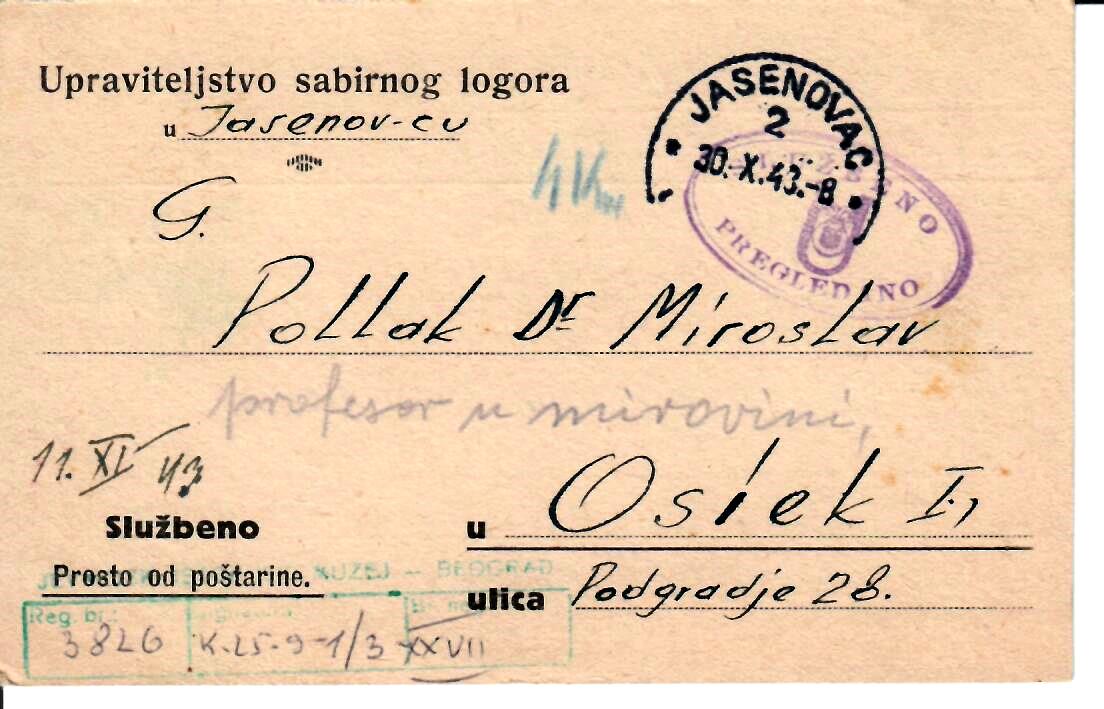 Upraviteljstvo sabirnog logora
u Jasenov-cu
JASENOVAC
2
30. X. 43.-8
PREGLEDANO
G.
Pollak Dr Miroslav
profesor u mirovini,
11. XI 43
Službeno
u Osiek I,
Prosto od poštarine.
MUZEJ — BEOGRAD
ulica Podgradje 28.
Reg. br.:
3826 K.25-9-1/3 XXVII